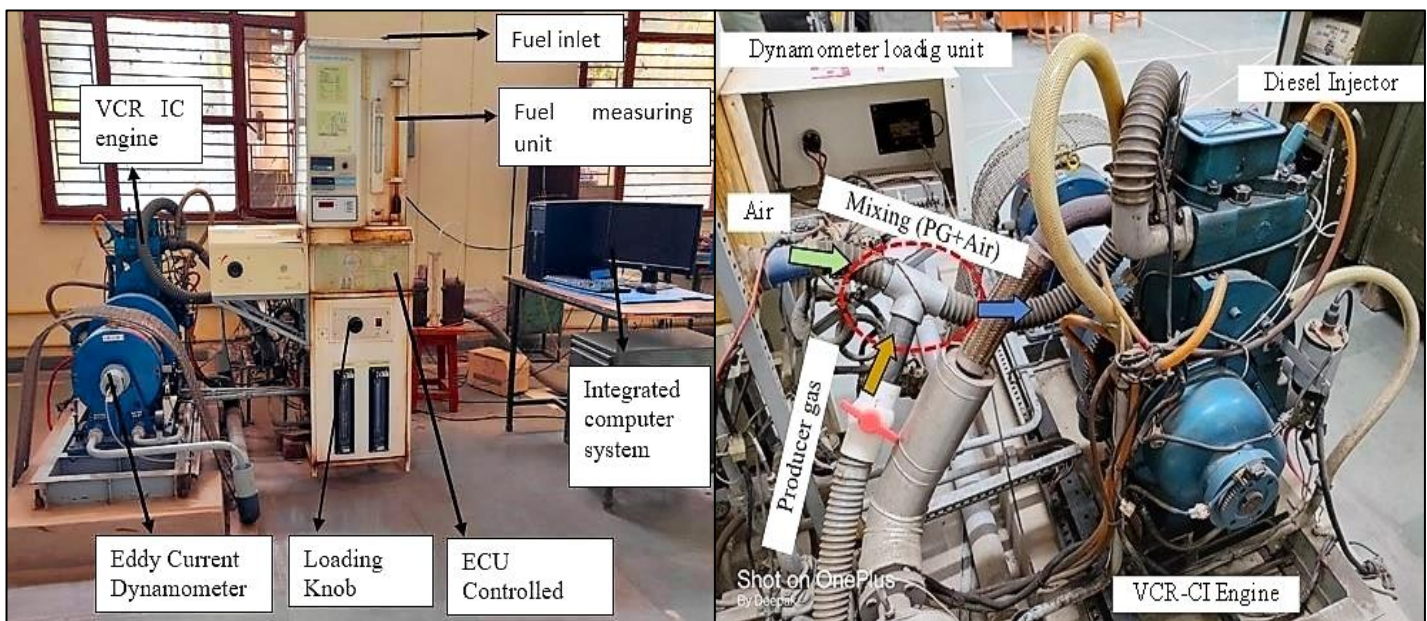 Fuel inlet
VCR IC
engine
Fuel measuring
unit
Integrated
computer
system
Eddy Current
Dynamometer
Loading
Knob
ECU
Controlled
Dynamometer loadig unit
Diesel Injector
Air
Mixing (PG+Air)
Producer gas
VCR-CI Engine
Shot on OnePlus
By Deepak